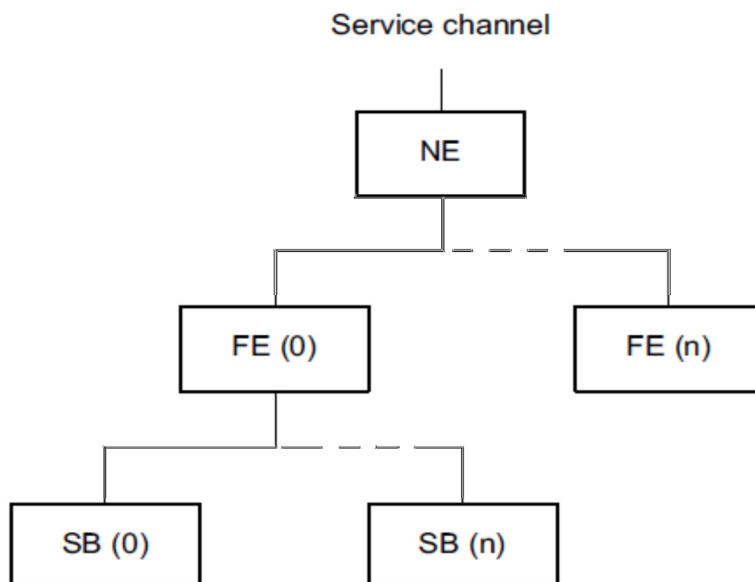 Service channel
NE
FE (0)
FE (n)
SB (0)
SB (n)